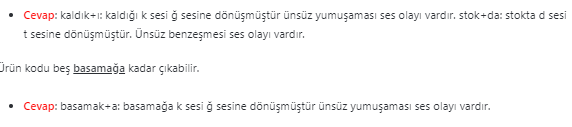 Cevap: kaldık+ı: kaldığı k sesi ğ sesine dönüşmüştür ünsüz yumuşaması ses olayı vardır. stok+da: stokta d sesi
t sesine dönüşmüştür. Ünsüz benzeşmesi ses olayı vardır.
Ürün kodu beş basamağa kadar çıkabilir.
Cevap: basamak+a: basamağa k sesi ğ sesine dönüşmüştür ünsüz yumuşaması ses olayı vardır.